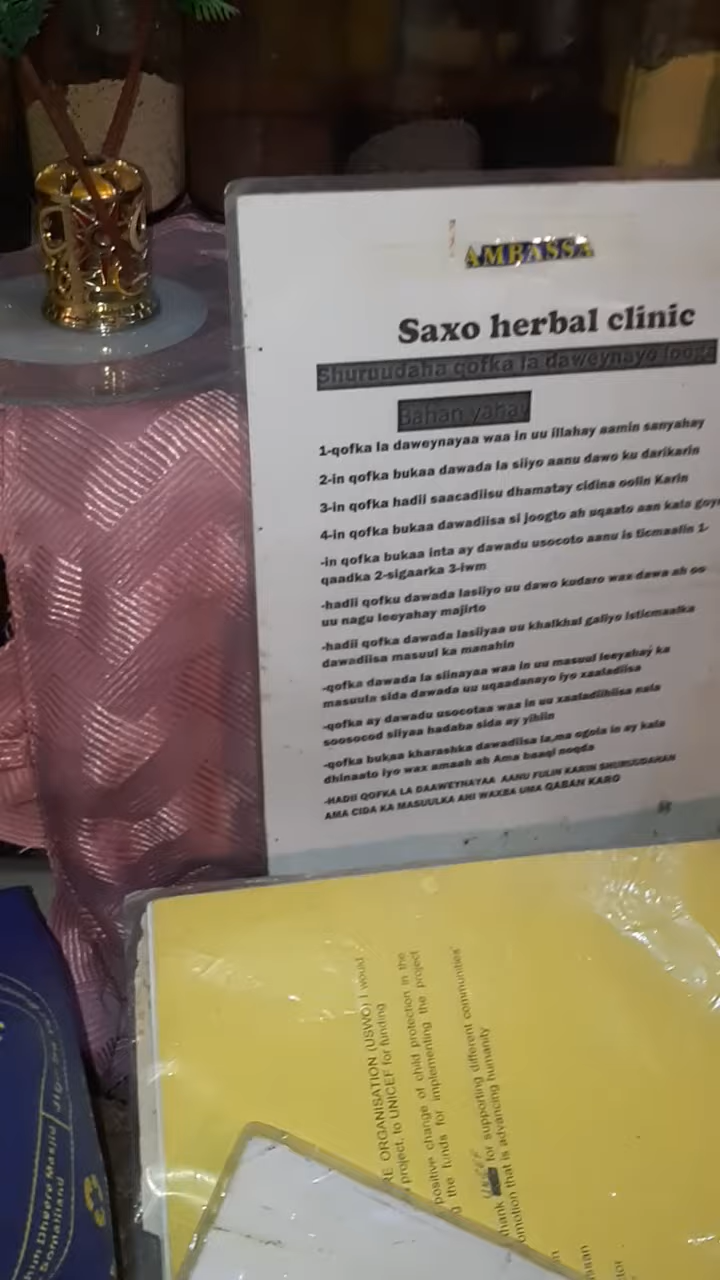 AMBASSA
Saxo herbal clinic
Shuruudaha qofka la daweynayo looga
Bahan yahay
1-qofka la daweynayaa waa in uu illahay aamin sanyahay
2-in qofka bukaa dawada la siiyo aanu dawo ku darikarin
3-in qofka hadii saacadiisu dhamatay cidina oolin Karin
4-in qofka bukaa dawadiisa si joogto ah uqaato aan kala goyn
-in qofka bukaa inta ay dawadu usocoto aanu is ticmaalin 1-
qaadka 2-sigaarka 3-iwm
-hadii qofku dawada lasiiyo uu dawo kudaro wax dawa ah oo
uu nagu leeyahay majirto
-hadii qofka dawada lasiiyaa uu khalkhal galiyo isticmaalka
dawadiisa masuul ka manahin
-qofka dawada la siinayaa waa in uu masuul leeyahay ka
masuula sida dawada uu uqaadanayo iyo xaaladiisa
-qofka ay dawadu usocotaa waa in uu xaaladiihiisa nala
soosocod siiyaa hadaba sida ay yihiin
-qofka bukaa kharashka dawadiisa la,ma ogola in ay kala
dhinaato iyo wax amaah ah Ama baaqi noqda
-HADII QOFKA LA DAAWEYNAYAA AANU FULIN KARIN SHURUUDAHAN
AMA CIDA KA MASUULKA AHI WAXBA UMA QABAN KARO
RE ORGANISATION (USWO) I would
project, to UNICEF for funding
positive change of child protection in the
the funds for implementing the project
hank UNICEF for supporting different communities'
omotion that is advancing humanity
him Dheere Masjid
Somaliland